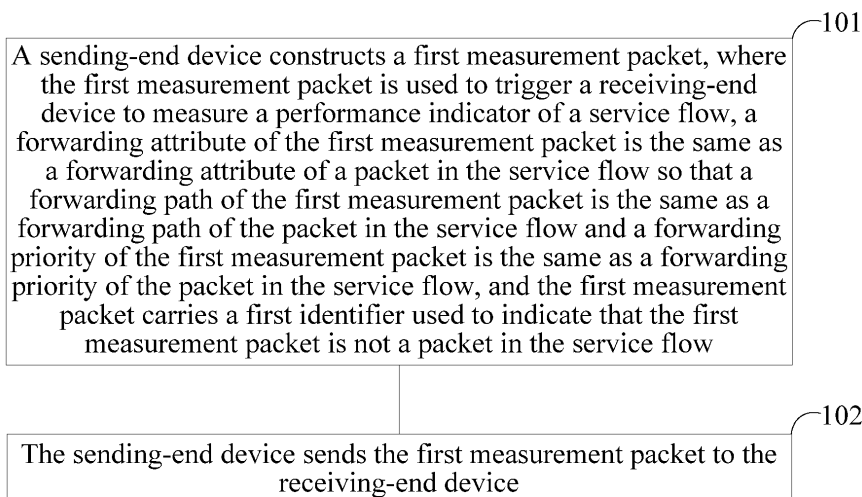 101
A sending-end device constructs a first measurement packet, where
the first measurement packet is used to trigger a receiving-end
device to measure a performance indicator of a service flow, a
forwarding attribute of the first measurement packet is the same as
a forwarding attribute of a packet in the service flow so that a
forwarding path of the first measurement packet is the same as a
forwarding path of the packet in the service flow and a forwarding
priority of the first measurement packet is the same as a forwarding
priority of the packet in the service flow, and the first measurement
packet carries a first identifier used to indicate that the first
measurement packet is not a packet in the service flow
102
The sending-end device sends the first measurement packet to the
receiving-end device